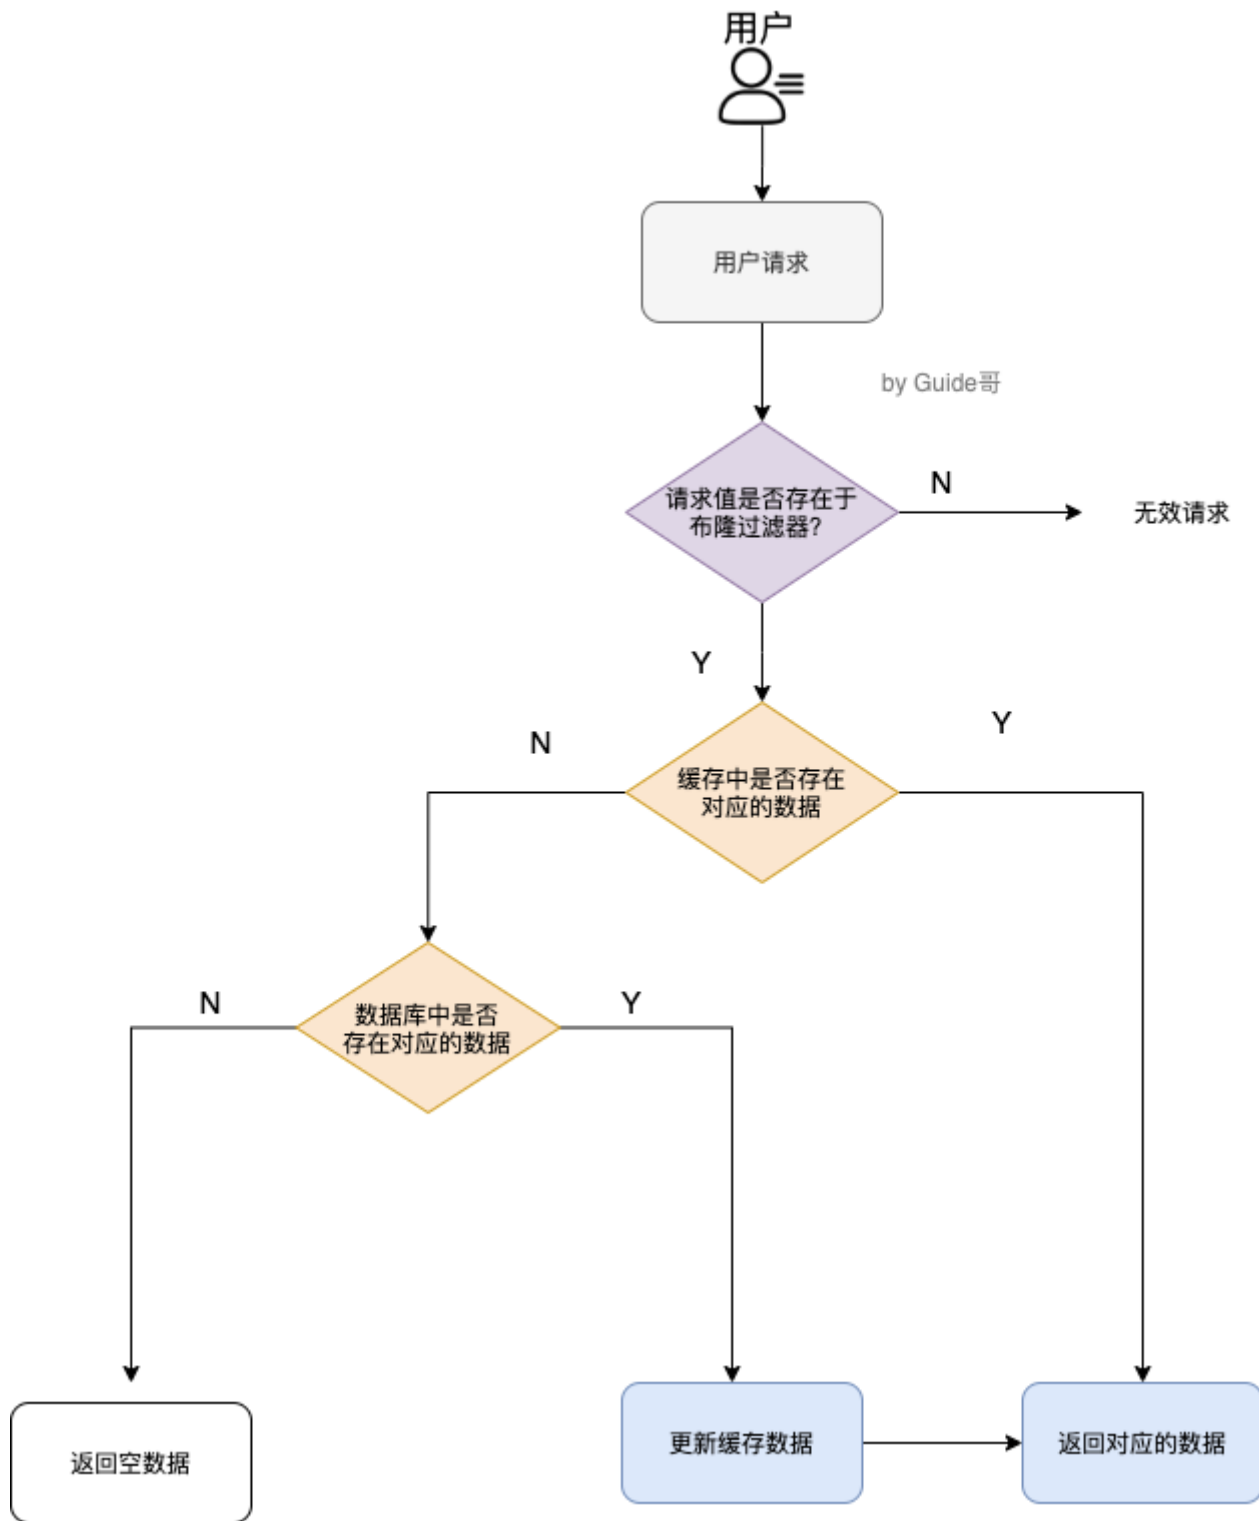 用户
用户请求
by Guide哥
请求值是否存在于
布隆过滤器?
N
无效请求
Y
N
Y
缓存中是否存在
对应的数据
N
Y
数据库中是否
存在对应的数据
返回空数据
更新缓存数据
返回对应的数据